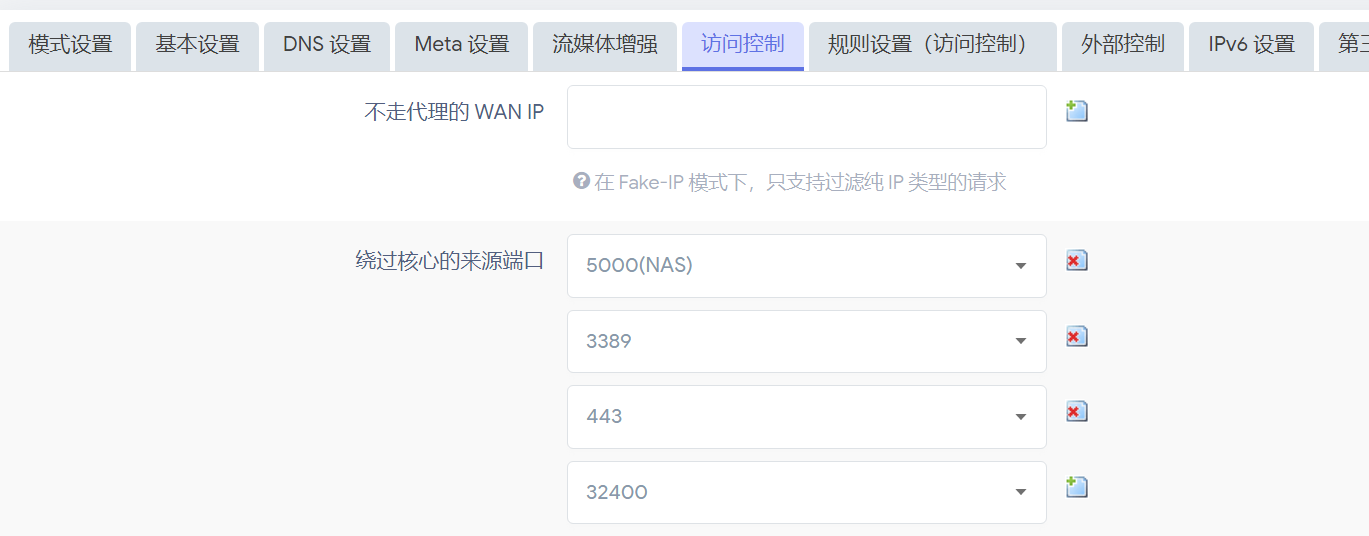 模式设置 基本设置 DNS 设置 Meta 设置 流媒体增强 访问控制 规则设置（访问控制） 外部控制 IPv6 设置 第三
不走代理的 WAN IP
在 Fake-IP 模式下，只支持过滤纯 IP 类型的请求
绕过核心的来源端口 5000(NAS)
3389
443
32400